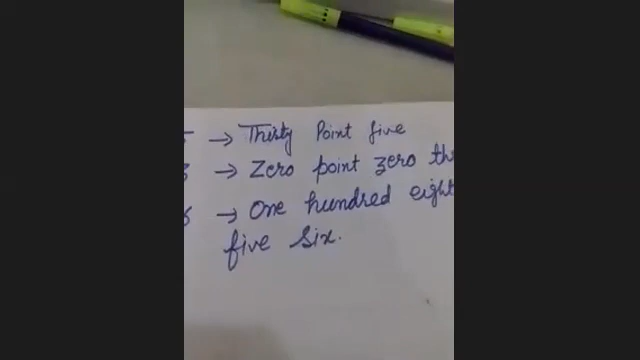 → Thirty Point five
→ Zero point zero
→ One hundred
five six.